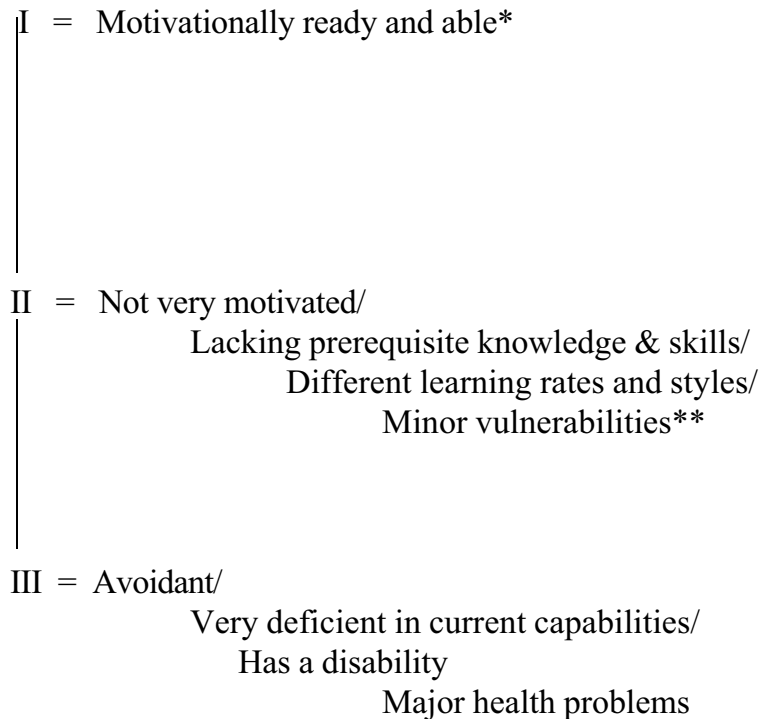 I = Motivationally ready and able*
II = Not very motivated/
Lacking prerequisite knowledge & skills/
Different learning rates and styles/
Minor vulnerabilities**
III = Avoidant/
Very deficient in current capabilities/
Has a disability
Major health problems